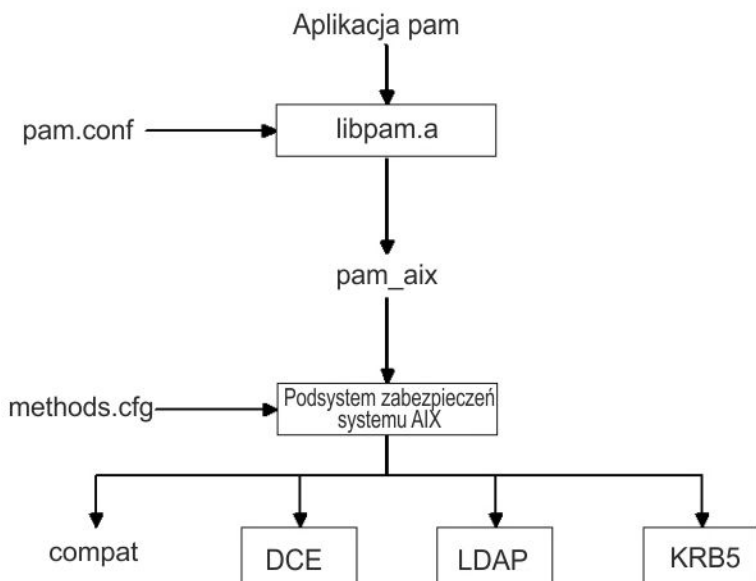 Aplikacja pam
pam.conf
libpam.a
pam_aix
methods.cfg
Podsystem zabezpieczeń
systemu AIX
compat
DCE
LDAP
KRB5